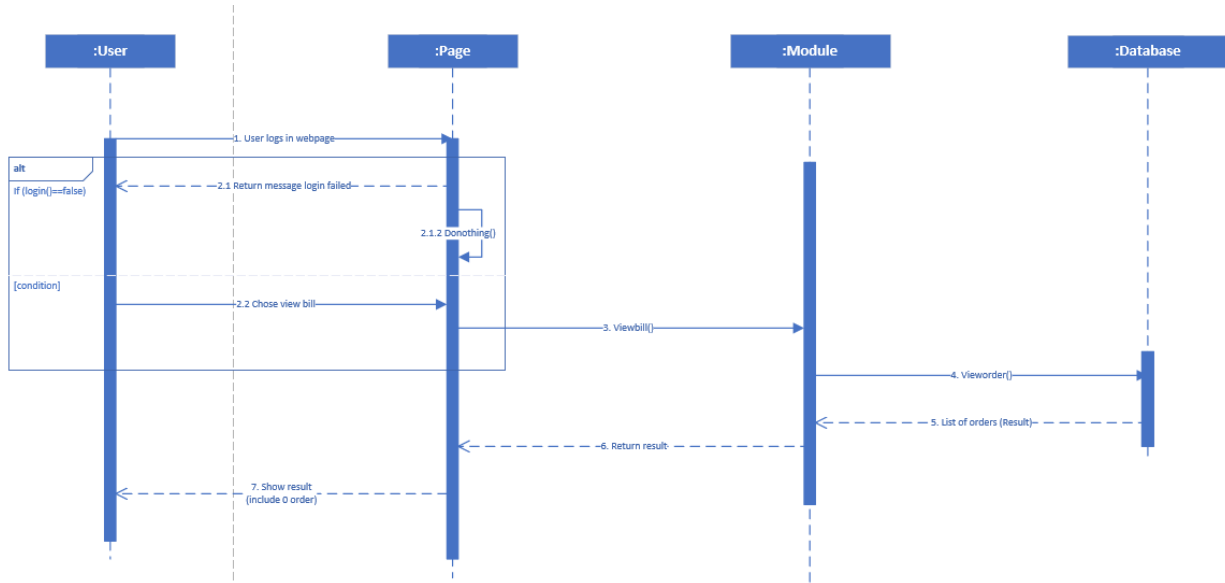 :User
:Page
:Module
:Database
1. User logs in webpage
alt
If (login()==false)
2.1 Return message login failed
2.1.2 Donothing()
[condition]
2.2 Chose view bill
3. Viewbill()
4. Vieworder()
5. List of orders (Result)
6. Return result
7. Show result
(include 0 order)